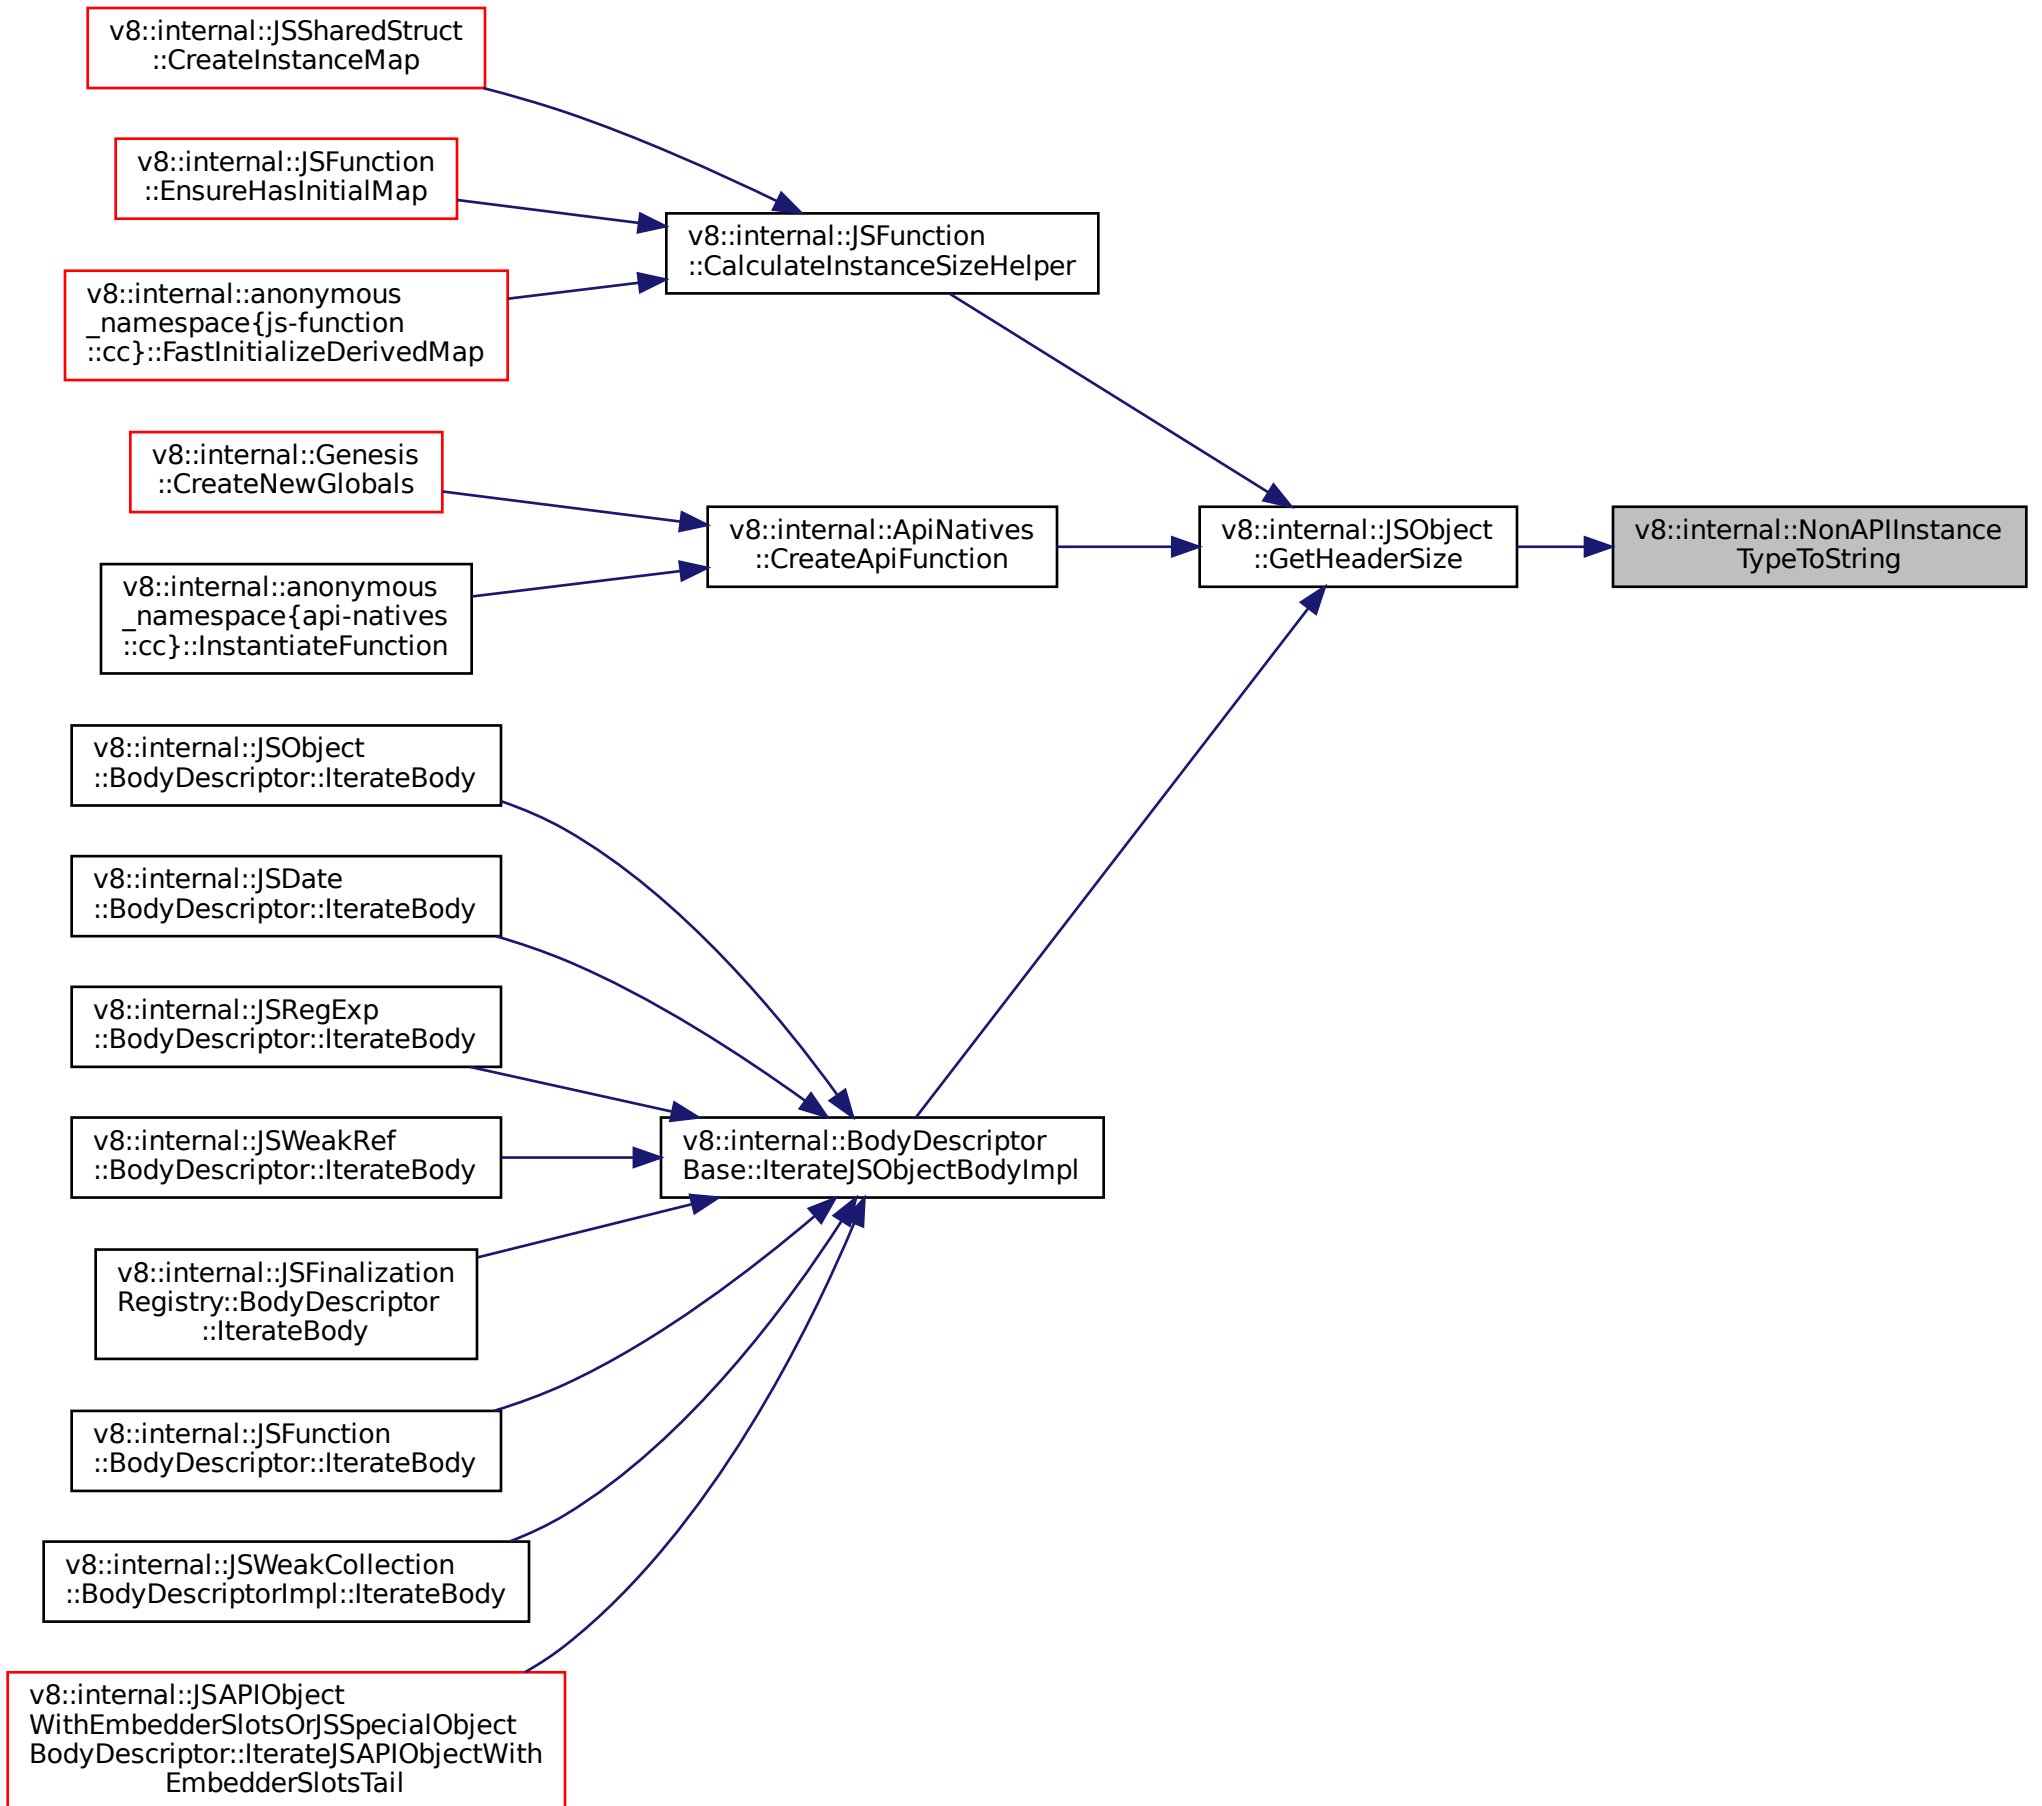 v8::internal::JSSharedStruct
::CreateInstanceMap
v8::internal::JSFunction
::EnsureHasInitialMap
v8::internal::JSFunction
::CalculateInstanceSizeHelper
v8::internal::anonymous
_namespace{js-function
::cc}::FastInitializeDerivedMap
v8::internal::Genesis
::CreateNewGlobals
v8::internal::ApiNatives
::CreateApiFunction
v8::internal::JSObject
::GetHeaderSize
v8::internal::NonAPIInstance
TypeToString
v8::internal::anonymous
_namespace{api-natives
::cc}::InstantiateFunction
v8::internal::JSObject
::BodyDescriptor::IterateBody
v8::internal::JSDate
::BodyDescriptor::IterateBody
v8::internal::JSRegExp
::BodyDescriptor::IterateBody
v8::internal::JSWeakRef
::BodyDescriptor::IterateBody
v8::internal::BodyDescriptor
Base::IterateJSObjectBodyImpl
v8::internal::JSFinalization
Registry::BodyDescriptor
::IterateBody
v8::internal::JSFunction
::BodyDescriptor::IterateBody
v8::internal::JSWeakCollection
::BodyDescriptorImpl::IterateBody
v8::internal::JSAPIObject
WithEmbedderSlotsOrJSSpecialObject
BodyDescriptor::IterateJSAPIObjectWith
EmbedderSlotsTail